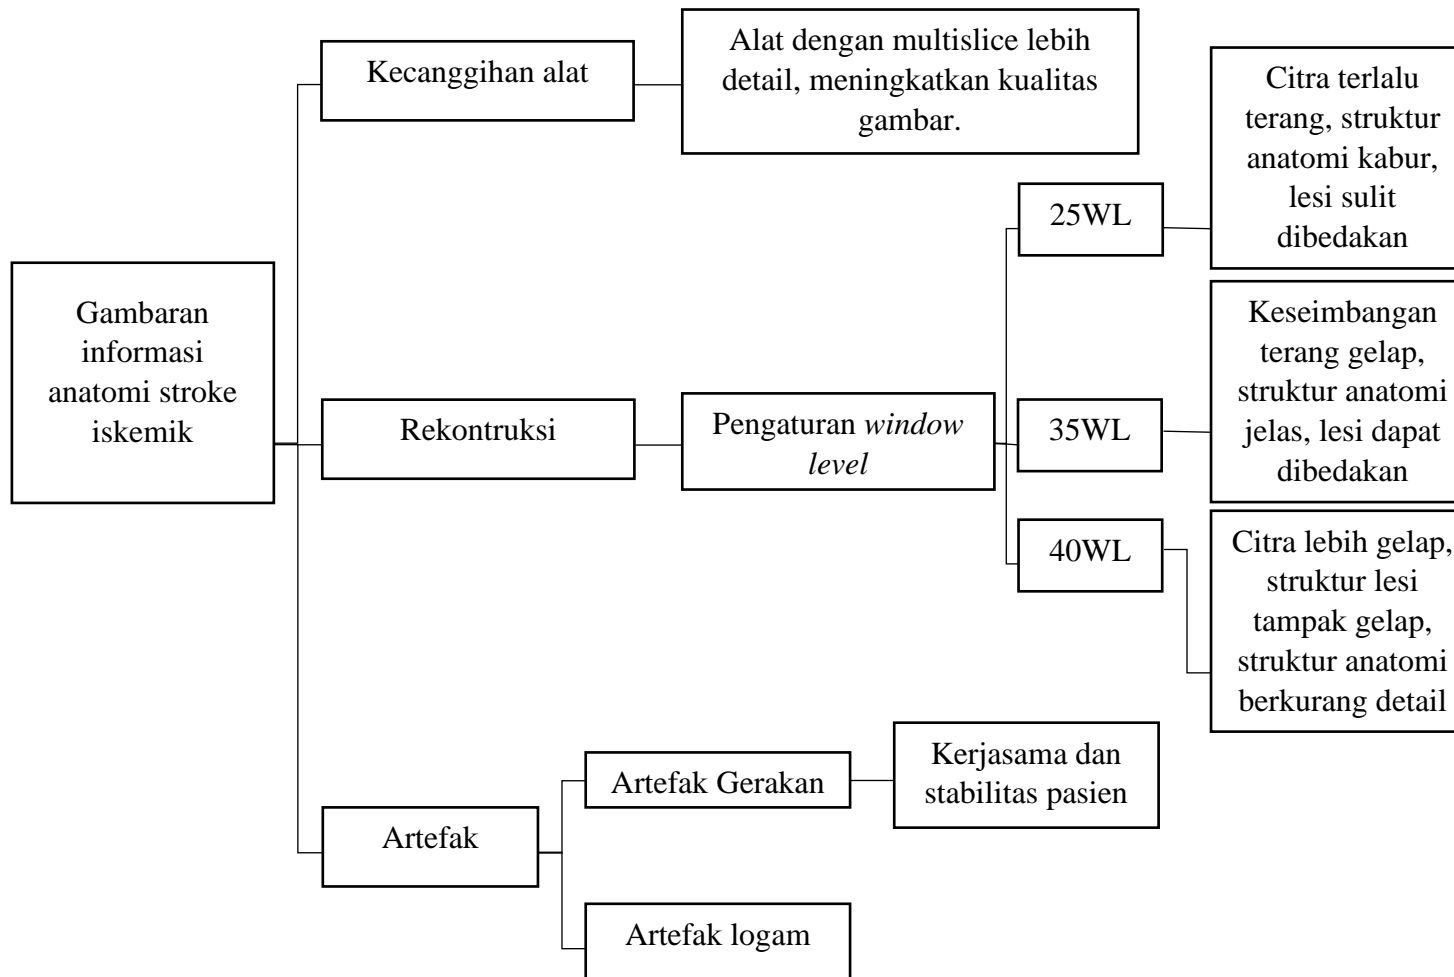 Gambaran
informasi
anatomi stroke
iskemik
Kecanggihan alat
Alat dengan multislice lebih
detail, meningkatkan kualitas
gambar.
Rekontruksi
Pengaturan window
level
25WL
Citra terlalu
terang, struktur
anatomi kabur,
lesi sulit
dibedakan
35WL
Keseimbangan
terang gelap,
struktur anatomi
jelas, lesi dapat
dibedakan
40WL
Citra lebih gelap,
struktur lesi
tampak gelap,
struktur anatomi
berkurang detail
Artefak
Artefak Gerakan
Kerjasama dan
stabilitas pasien
Artefak logam